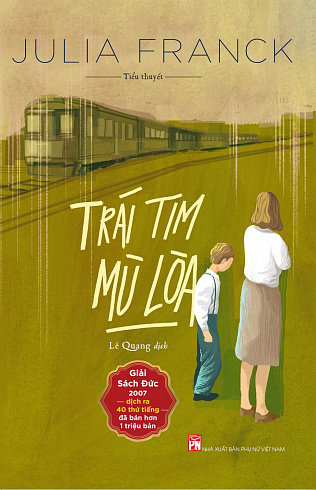 JULIA FRANCK
Tiểu thuyết
TRÁI TIM
MÙ LÒA
Lê Quang dịch
Giải
Sách Đức
2007
dịch ra
40 thứ tiếng
đã bán hơn
1 triệu bản
PN
NHÀ XUẤT BẢN PHỤ NỮ VIỆT NAM